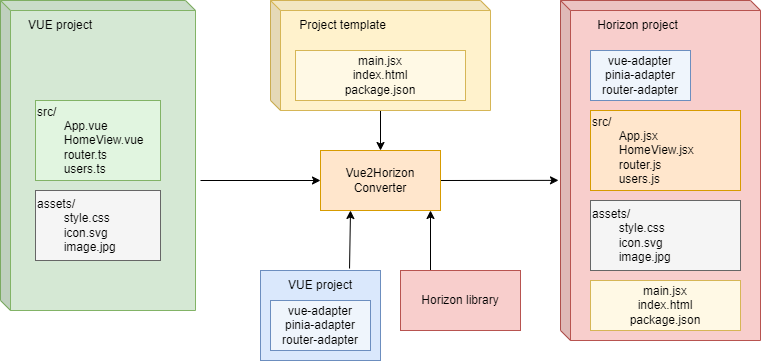 VUE project
src/
App.vue
HomeView.vue
router.ts
users.ts
assets/
style.css
icon.svg
image.jpg
Project template
main.jsx
index.html
package.json
Vue2Horizon
Converter
VUE project
vue-adapter
pinia-adapter
router-adapter
Horizon library
Horizon project
vue-adapter
pinia-adapter
router-adapter
src/
App.jsx
HomeView.jsx
router.js
users.js
assets/
style.css
icon.svg
image.jpg
main.jsx
index.html
package.json